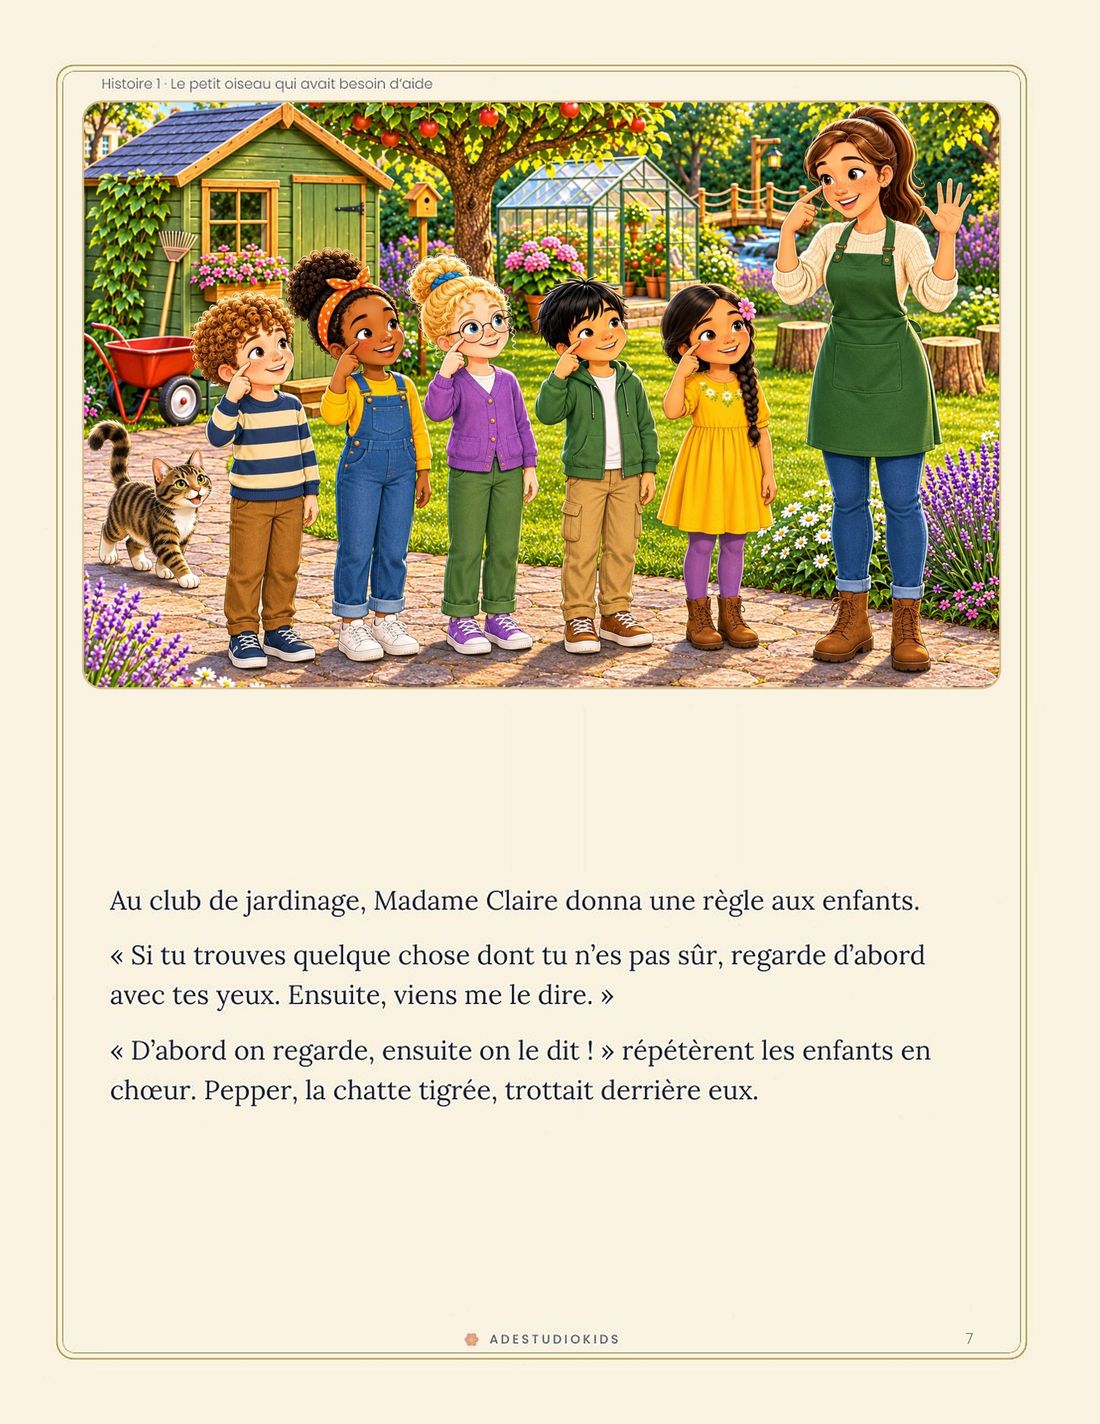 Histoire 1 · Le petit oiseau qui avait besoin d’aide
Au club de jardinage, Madame Claire donna une règle aux enfants.
« Si tu trouves quelque chose dont tu n’es pas sûr, regarde d’abord
avec tes yeux. Ensuite, viens me le dire. »
« D’abord on regarde, ensuite on le dit ! » répétèrent les enfants en
chœur. Pepper, la chatte tigrée, trottait derrière eux.
ADESTUDIOKIDS
7